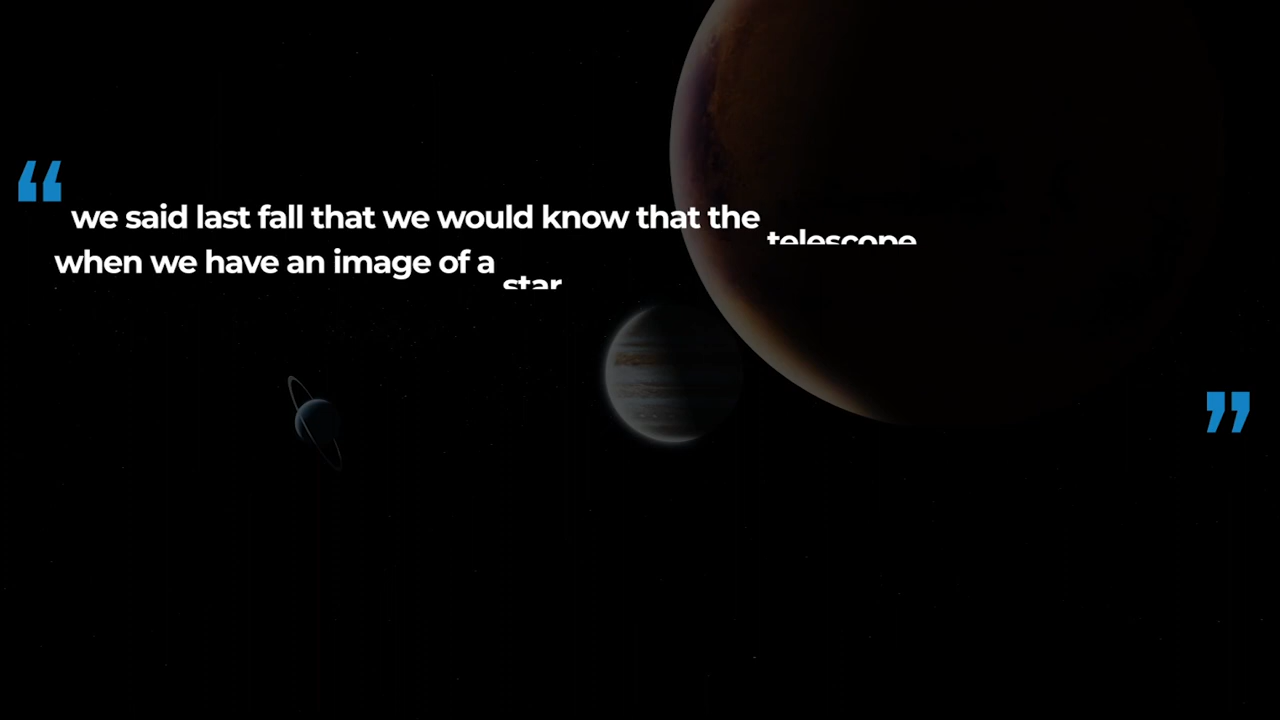 “ we said last fall that we would know that the telescope
when we have an image of a star ”